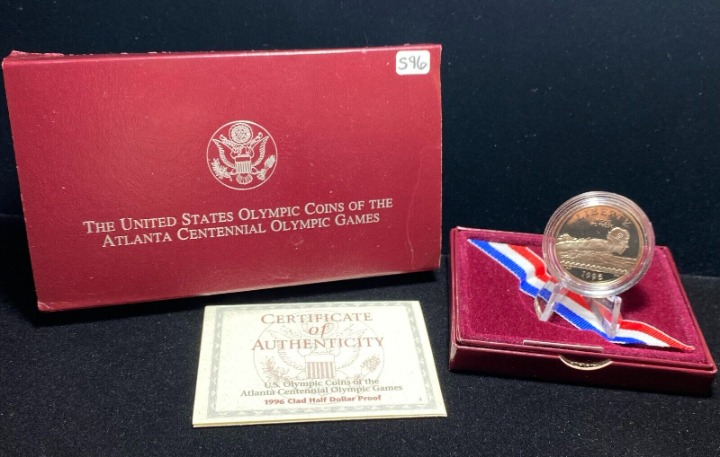 S96
THE UNITED STATES OLYMPIC COINS OF THE
ATLANTA CENTENNIAL OLYMPIC GAMES
LIBERTY
1996
CERTIFICATE
of
AUTHENTICITY
U.S. Olympic Coins of the
Atlanta Centennial Olympic Games
1996 Clad Half Dollar Proof